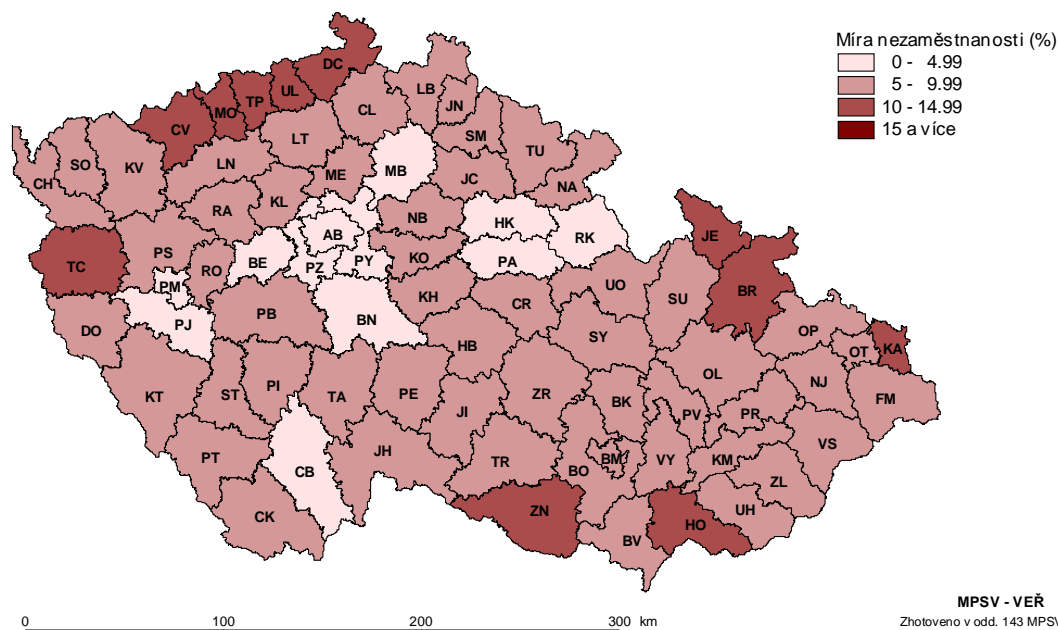 Míra nezaměstnanosti (%)
0 - 4.99
5 - 9.99
10 - 14.99
15 a více
DC
UL
TP
MO
CV
LB
JN
CL
LT
SM
TU
SO
KV
CH
LN
ME
MB
JC
NA
RA
KL
NB
HK
RK
JE
AB
TC
PS
RO
BE
PZ
PY
KO
PA
PM
BR
UO
SU
KH
CR
PJ
PB
BN
DO
OP
SY
HB
OT
KA
KT
ST
PI
TA
PE
JI
ZR
OL
NJ
FM
BK
PV
PR
VS
PT
CB
JH
TR
BO
BM
VY
KM
ZL
CK
ZN
HO
UH
BV
MPSV - VEŘ
0 100 200 300 km
Zhotoveno v odd. 143 MPSV